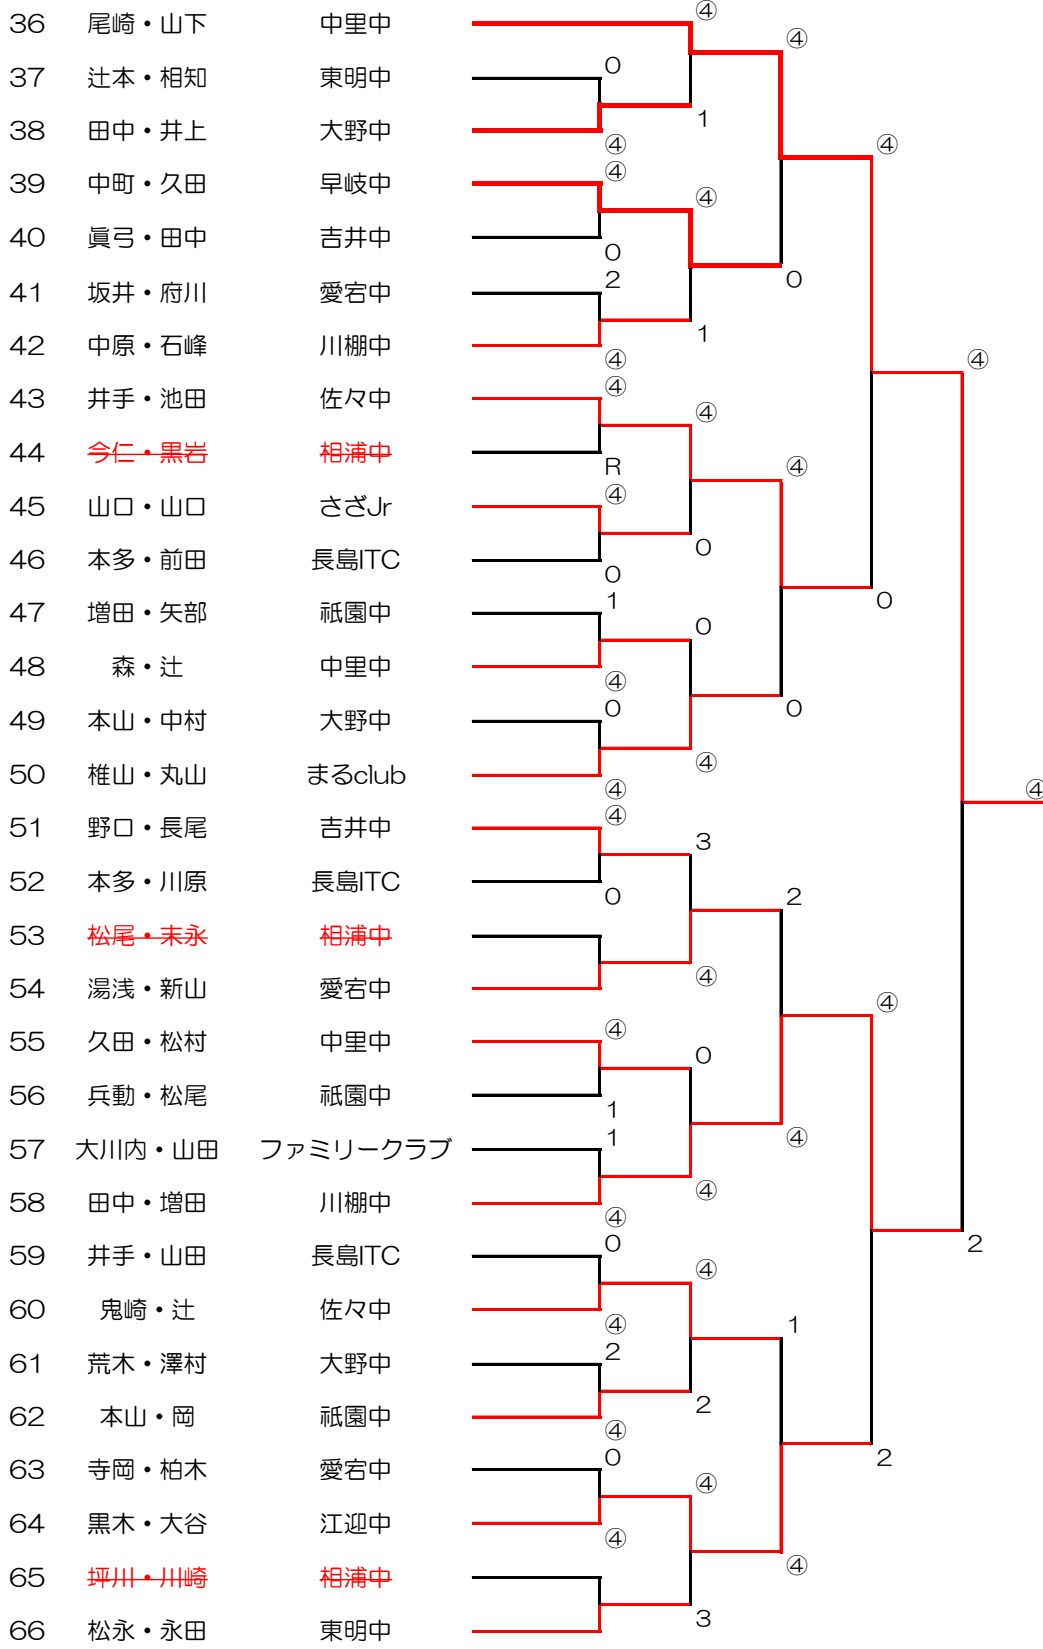 36 尾崎・山下 中里中 ④
④
37 辻本・相知 東明中 0
1
38 田中・井上 大野中 ④
④
39 中町・久田 早岐中 ④
④
40 眞弓・田中 吉井中 0
0
41 坂井・府川 愛宕中 2
1
42 中原・石峰 川棚中 ④
④
43 井手・池田 佐々中 ④
④
44 今仁・黒岩 相浦中 R
④
45 山口・山口 さざJr ④
0
46 本多・前田 長島ITC 0
0
47 増田・矢部 祇園中 1
0
48 森・辻 中里中 ④
0
49 本山・中村 大野中 0
④
50 椎山・丸山 まるclub ④
④
51 野口・長尾 吉井中 ④
3
52 本多・川原 長島ITC 0
2
53 松尾・末永 相浦中
④
54 湯浅・新山 愛宕中
④
55 久田・松村 中里中 ④
0
56 兵動・松尾 祇園中 1
④
57 大川内・山田 ファミリークラブ 1
④
58 田中・増田 川棚中 ④
2
59 井手・山田 長島ITC 0
④
60 鬼崎・辻 佐々中 ④
1
61 荒木・澤村 大野中 2
2
62 本山・岡 祇園中 ④
2
63 寺岡・柏木 愛宕中 0
④
64 黒木・大谷 江迎中 ④
④
65 坪川・川崎 相浦中
3
66 松永・永田 東明中